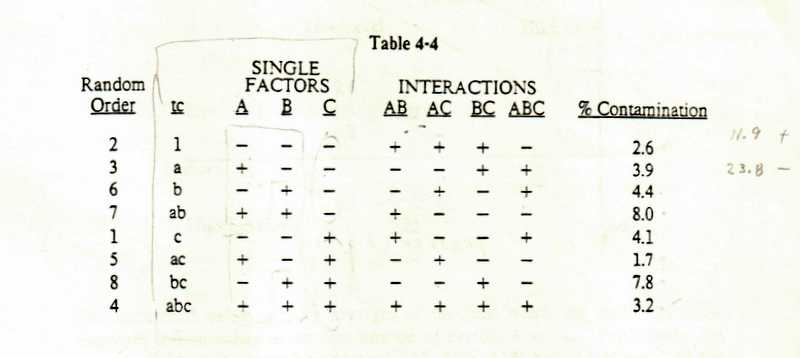 Table 4-4
SINGLE
Random FACTORS INTERACTIONS
Order tc A B C AB AC BC ABC % Contamination
2 1 − − − + + + − 2.6 11.9 +
3 a + − − − − + + 3.9 23.8 −
6 b − + − − + − + 4.4
7 ab + + − + − − − 8.0
1 c − − + + − − + 4.1
5 ac + − + − + − − 1.7
8 bc − + + − − + − 7.8
4 abc + + + + + + + 3.2